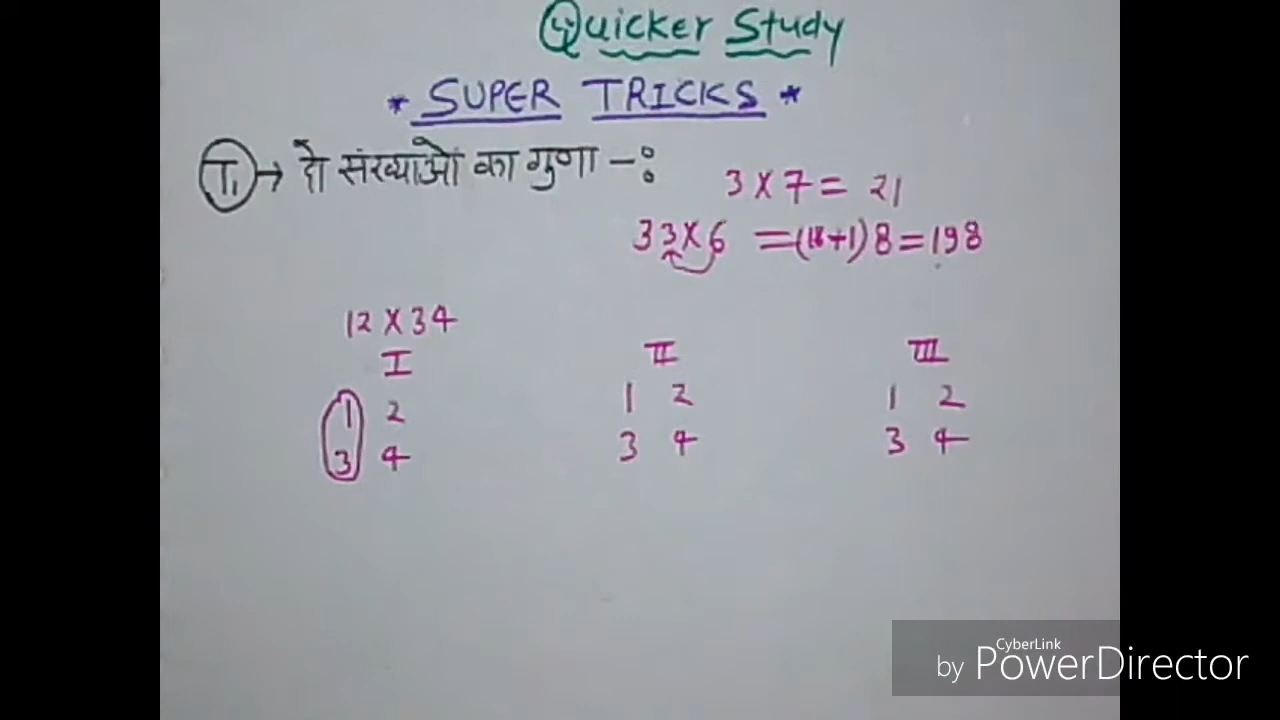 Quicker Study
* SUPER TRICKS *
T₁ → दो संख्याओं का गुणा –:
3 X 7 = 21
33 X 6 = (18+1) 8 = 198
12 X 34
I II III
1 2 1 2 1 2
3 4 3 4 3 4
CyberLink
by PowerDirector